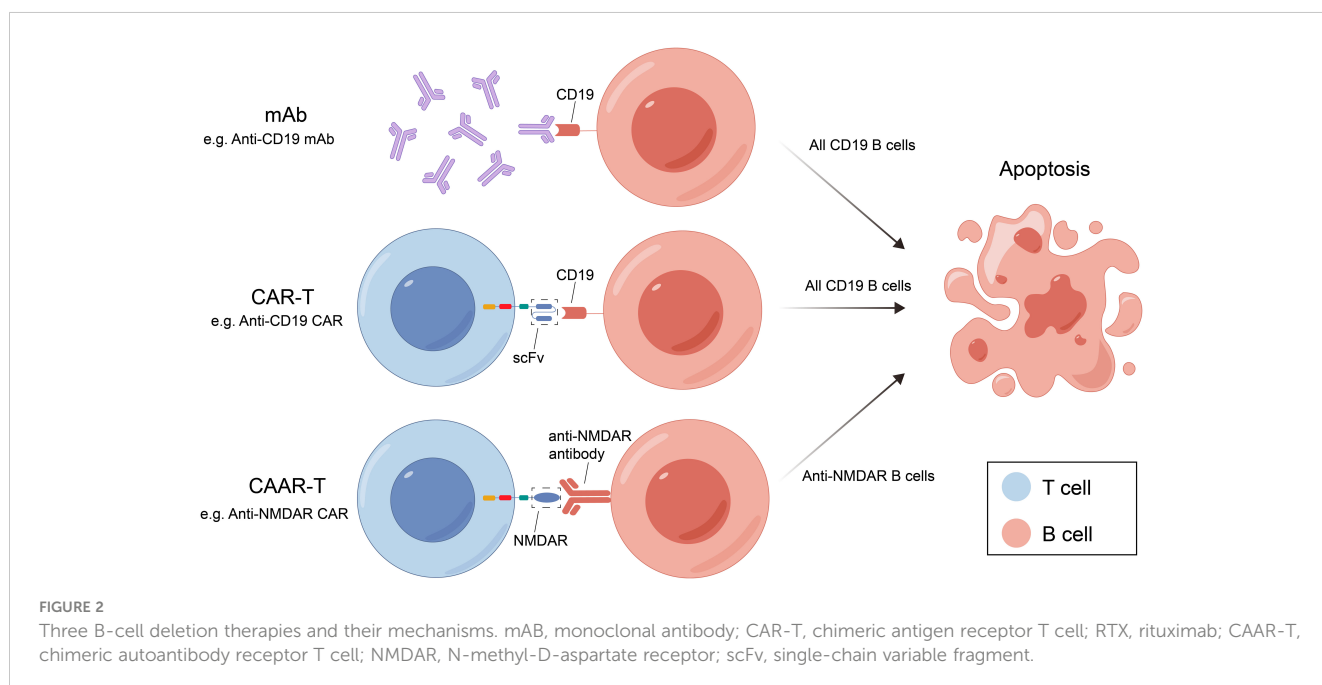 mAb
e.g. Anti-CD19 mAb
CD19
All CD19 B cells
Apoptosis
CAR-T
e.g. Anti-CD19 CAR
CD19
scFv
All CD19 B cells
CAAR-T
e.g. Anti-NMDAR CAR
anti-NMDAR
antibody
NMDAR
Anti-NMDAR B cells
T cell
B cell
FIGURE 2
Three B-cell deletion therapies and their mechanisms. mAB, monoclonal antibody; CAR-T, chimeric antigen receptor T cell; RTX, rituximab; CAAR-T,
chimeric autoantibody receptor T cell; NMDAR, N-methyl-D-aspartate receptor; scFv, single-chain variable fragment.